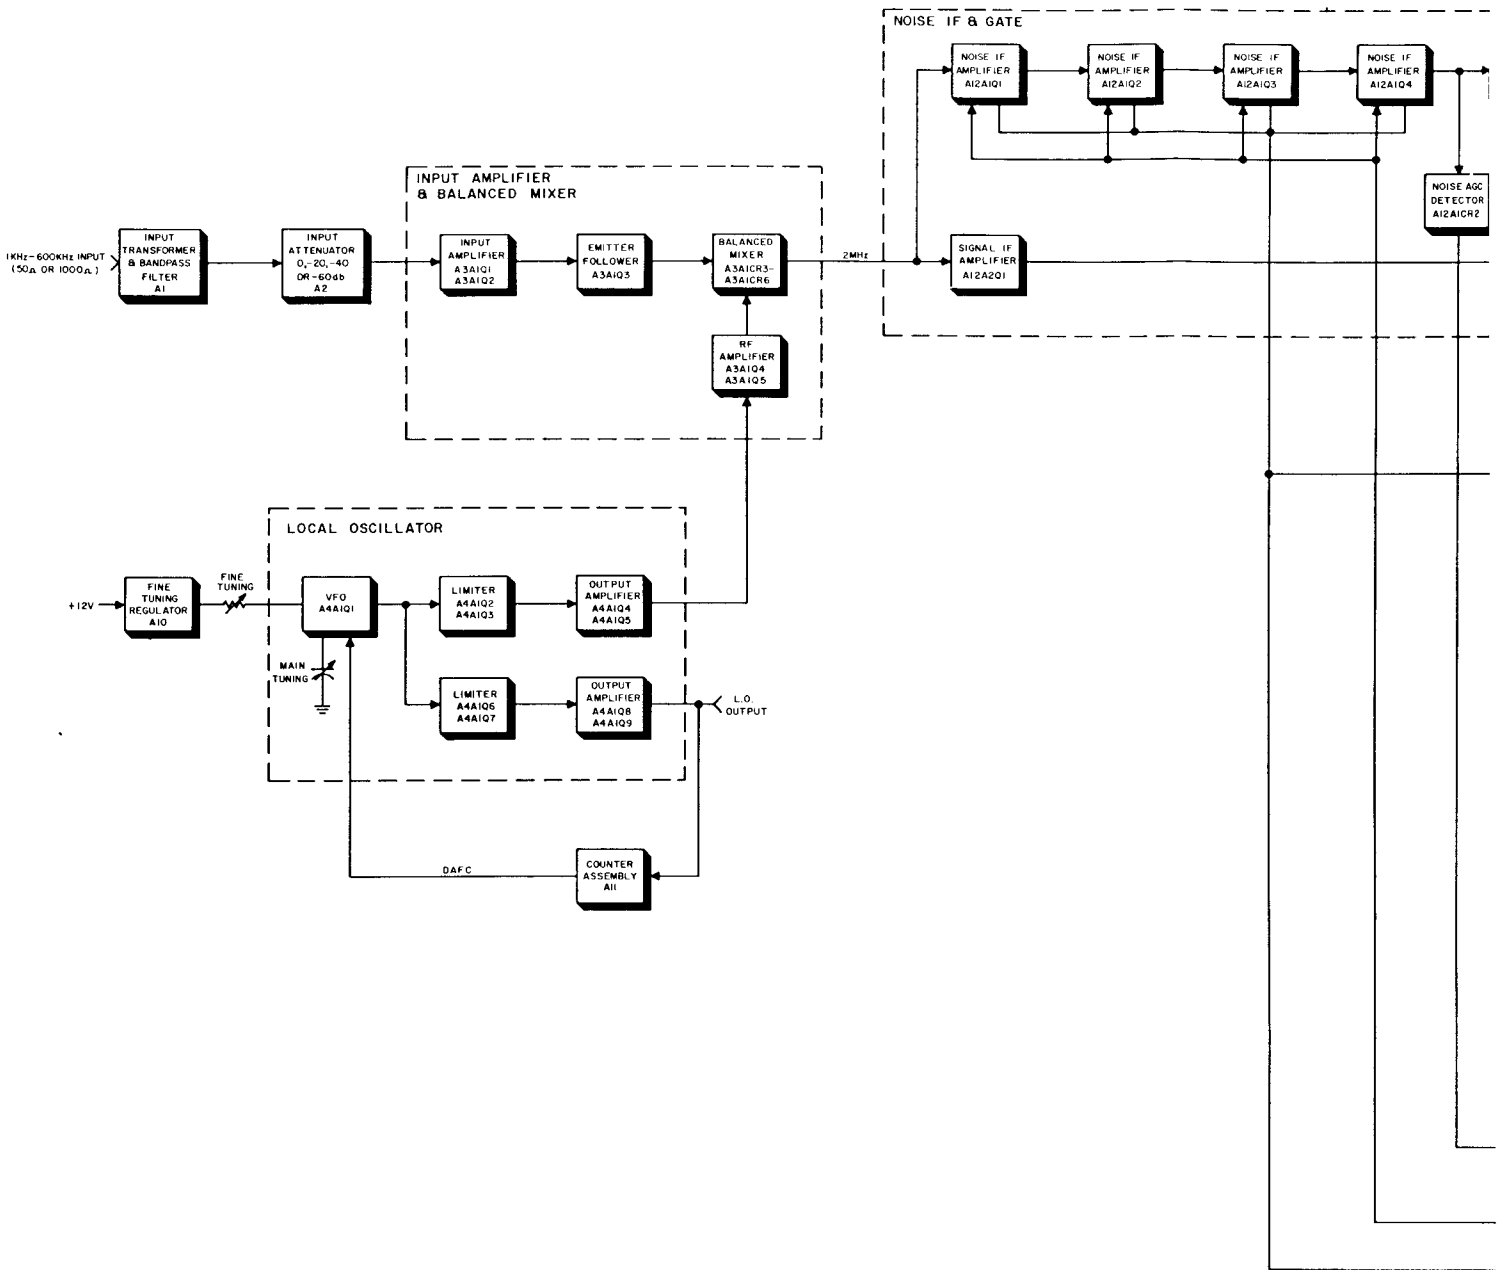 NOISE IF & GATE
NOISE IF
AMPLIFIER
A12A1Q1
NOISE IF
AMPLIFIER
A12A1Q2
NOISE IF
AMPLIFIER
A12A1Q3
NOISE IF
AMPLIFIER
A12A1Q4
NOISE AGC
DETECTOR
A12A1CR2
INPUT AMPLIFIER
& BALANCED MIXER
1KHz-600KHz INPUT
(50Ω OR 1000Ω)
INPUT
TRANSFORMER
& BANDPASS
FILTER
A1
INPUT
ATTENUATOR
0,-20,-40
OR-60db
A2
INPUT
AMPLIFIER
A3A1Q1
A3A1Q2
EMITTER
FOLLOWER
A3A1Q3
BALANCED
MIXER
A3A1CR3-
A3A1CR6
2MHz
SIGNAL IF
AMPLIFIER
A12A2Q1
RF
AMPLIFIER
A3A1Q4
A3A1Q5
LOCAL OSCILLATOR
+12V
FINE
TUNING
REGULATOR
A10
FINE
TUNING
VFO
A4A1Q1
LIMITER
A4A1Q2
A4A1Q3
OUTPUT
AMPLIFIER
A4A1Q4
A4A1Q5
MAIN
TUNING
LIMITER
A4A1Q6
A4A1Q7
OUTPUT
AMPLIFIER
A4A1Q8
A4A1Q9
L.O.
OUTPUT
DAFC
COUNTER
ASSEMBLY
A11